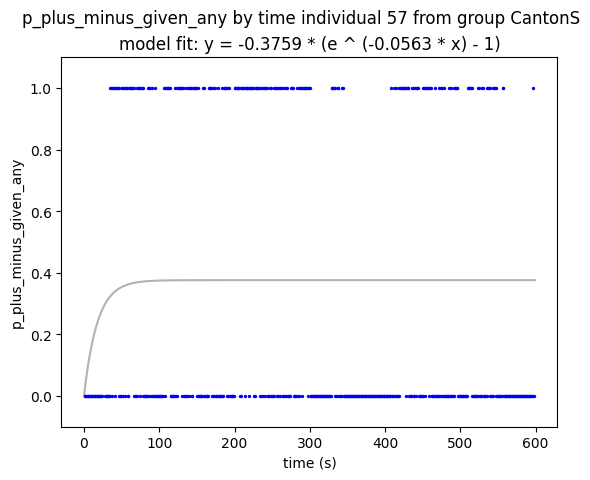 p_plus_minus_given_any by time individual 57 from group CantonS
model fit: y = -0.3759 * (e ^ (-0.0563 * x) - 1)
p_plus_minus_given_any
1.0
0.8
0.6
0.4
0.2
0.0
0 100 200 300 400 500 600
time (s)